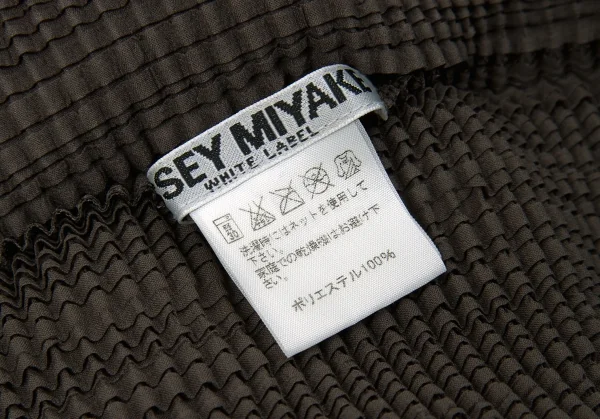 SEY MIYAKE
WHITE LABEL
洗濯時にはネットを使用して
下さい。
家庭での乾燥機はお避け下
さい。
ポリエステル100%